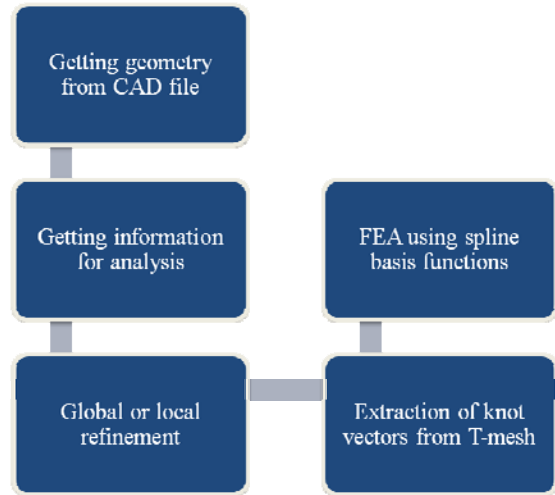 Getting geometry
from CAD file
Getting information
for analysis
Global or local
refinement
Extraction of knot
vectors from T-mesh
FEA using spline
basis functions